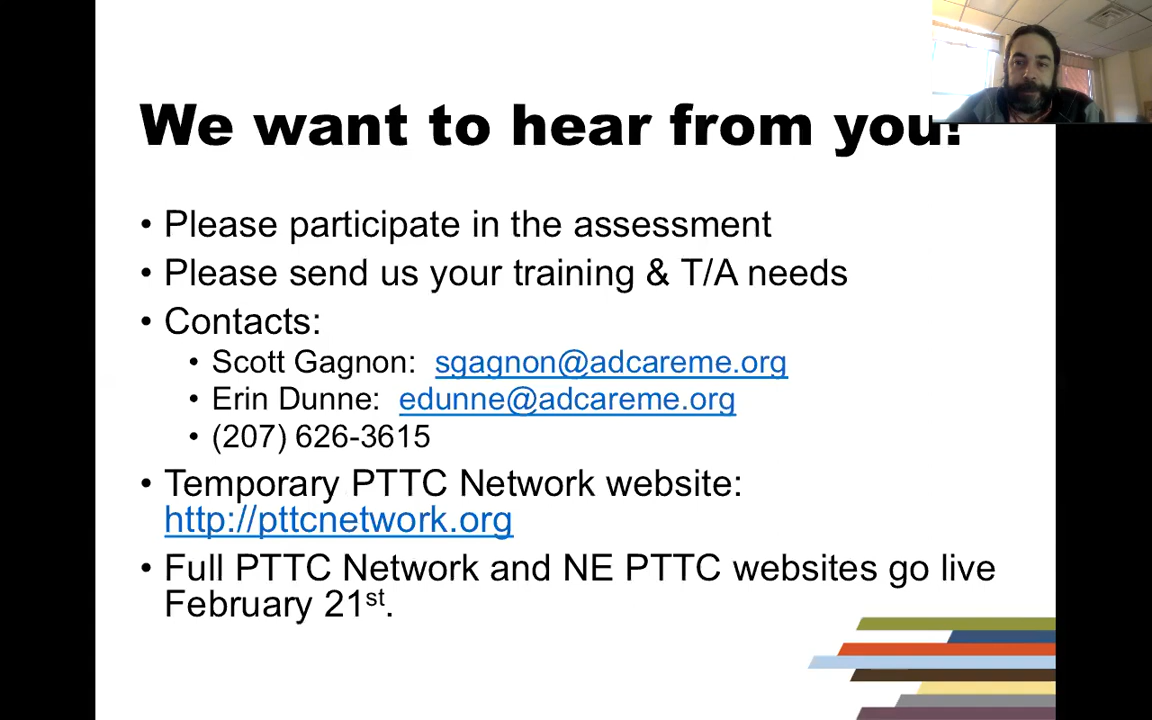 We want to hear from you!
• Please participate in the assessment
• Please send us your training & T/A needs
• Contacts:
• Scott Gagnon: sgagnon@adcareme.org
• Erin Dunne: edunne@adcareme.org
• (207) 626-3615
• Temporary PTTC Network website:
http://pttcnetwork.org
• Full PTTC Network and NE PTTC websites go live
February 21st.